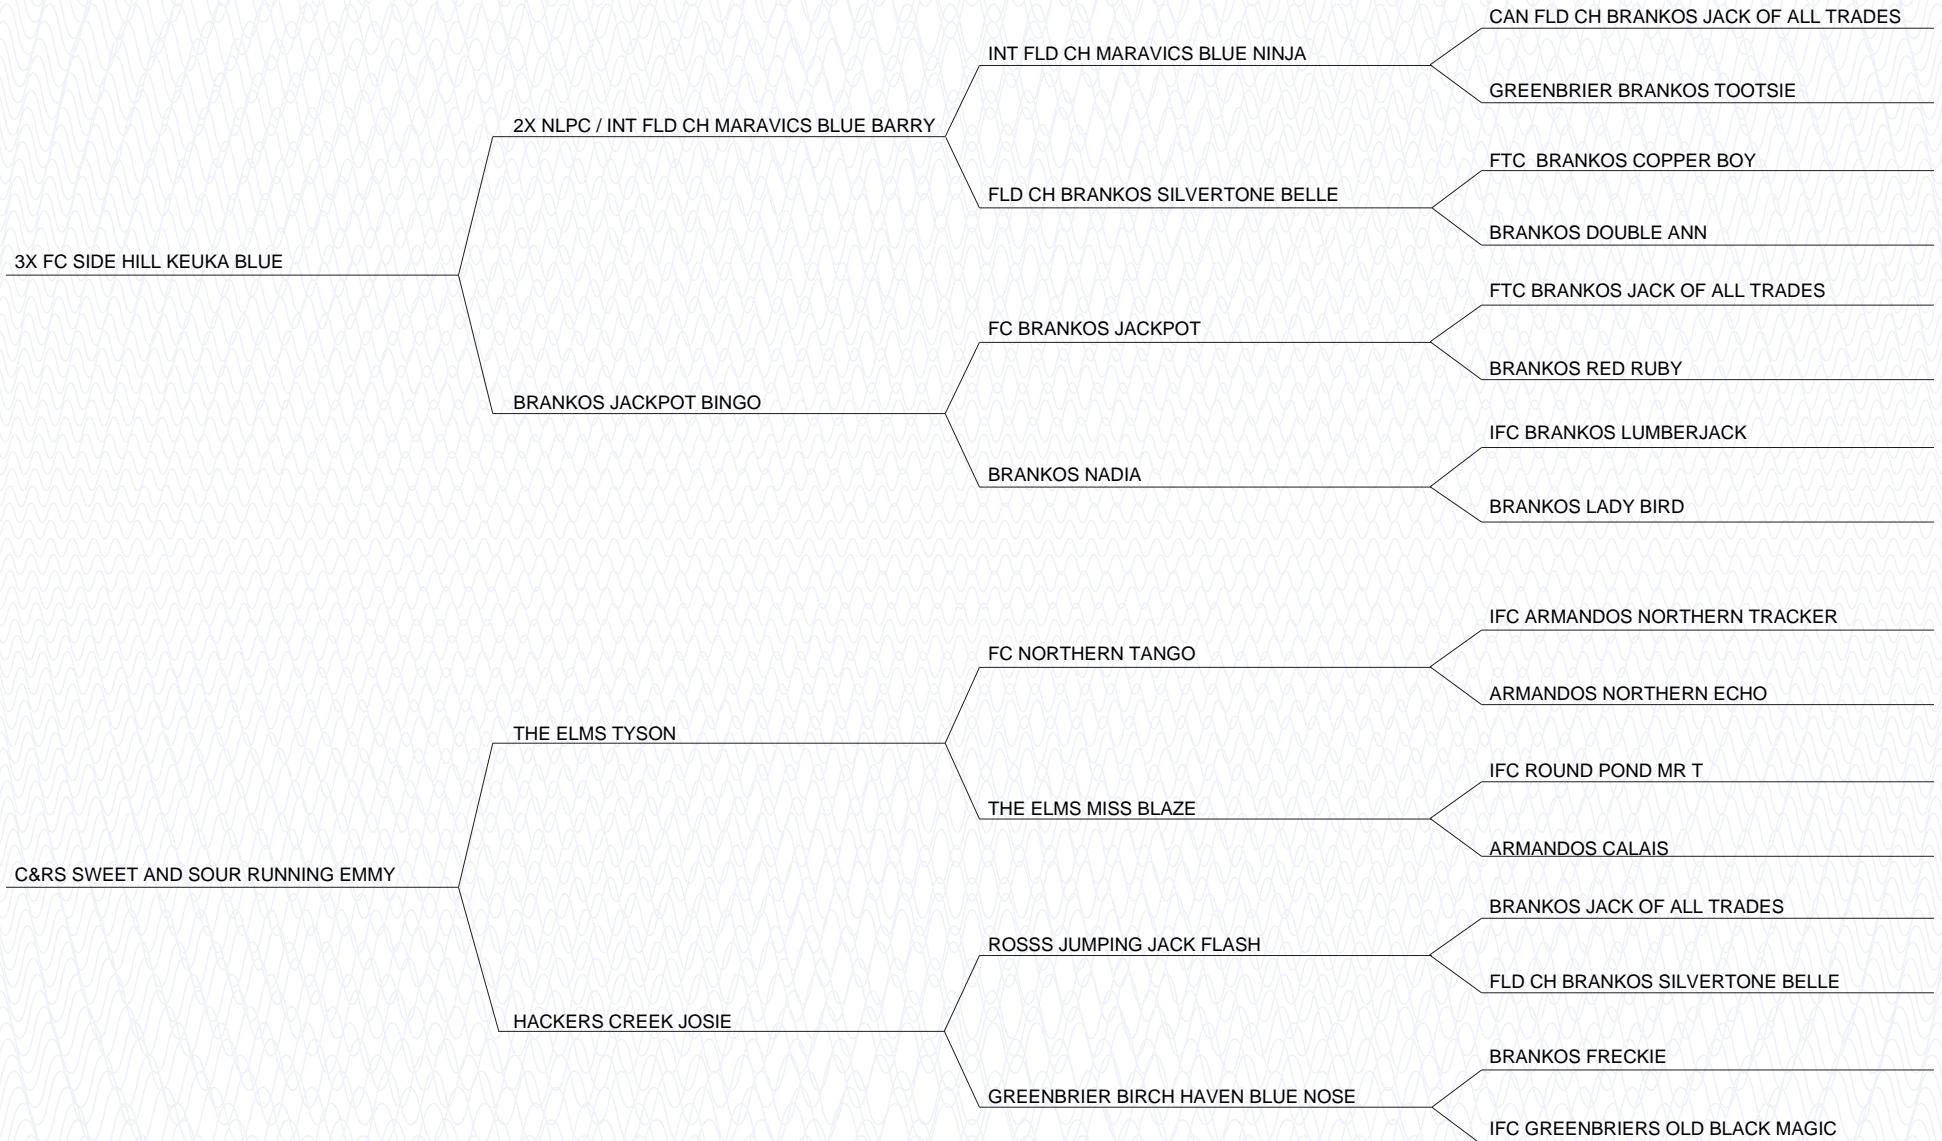 CAN FLD CH BRANKOS JACK OF ALL TRADES
INT FLD CH MARAVICS BLUE NINJA
GREENBRIER BRANKOS TOOTSIE
2X NLPC / INT FLD CH MARAVICS BLUE BARRY
FTC  BRANKOS COPPER BOY
FLD CH BRANKOS SILVERTONE BELLE
BRANKOS DOUBLE ANN
3X FC SIDE HILL KEUKA BLUE
FTC BRANKOS JACK OF ALL TRADES
FC BRANKOS JACKPOT
BRANKOS RED RUBY
BRANKOS JACKPOT BINGO
IFC BRANKOS LUMBERJACK
BRANKOS NADIA
BRANKOS LADY BIRD
IFC ARMANDOS NORTHERN TRACKER
FC NORTHERN TANGO
ARMANDOS NORTHERN ECHO
THE ELMS TYSON
IFC ROUND POND MR T
THE ELMS MISS BLAZE
ARMANDOS CALAIS
C&RS SWEET AND SOUR RUNNING EMMY
BRANKOS JACK OF ALL TRADES
ROSSS JUMPING JACK FLASH
FLD CH BRANKOS SILVERTONE BELLE
HACKERS CREEK JOSIE
BRANKOS FRECKIE
GREENBRIER BIRCH HAVEN BLUE NOSE
IFC GREENBRIERS OLD BLACK MAGIC